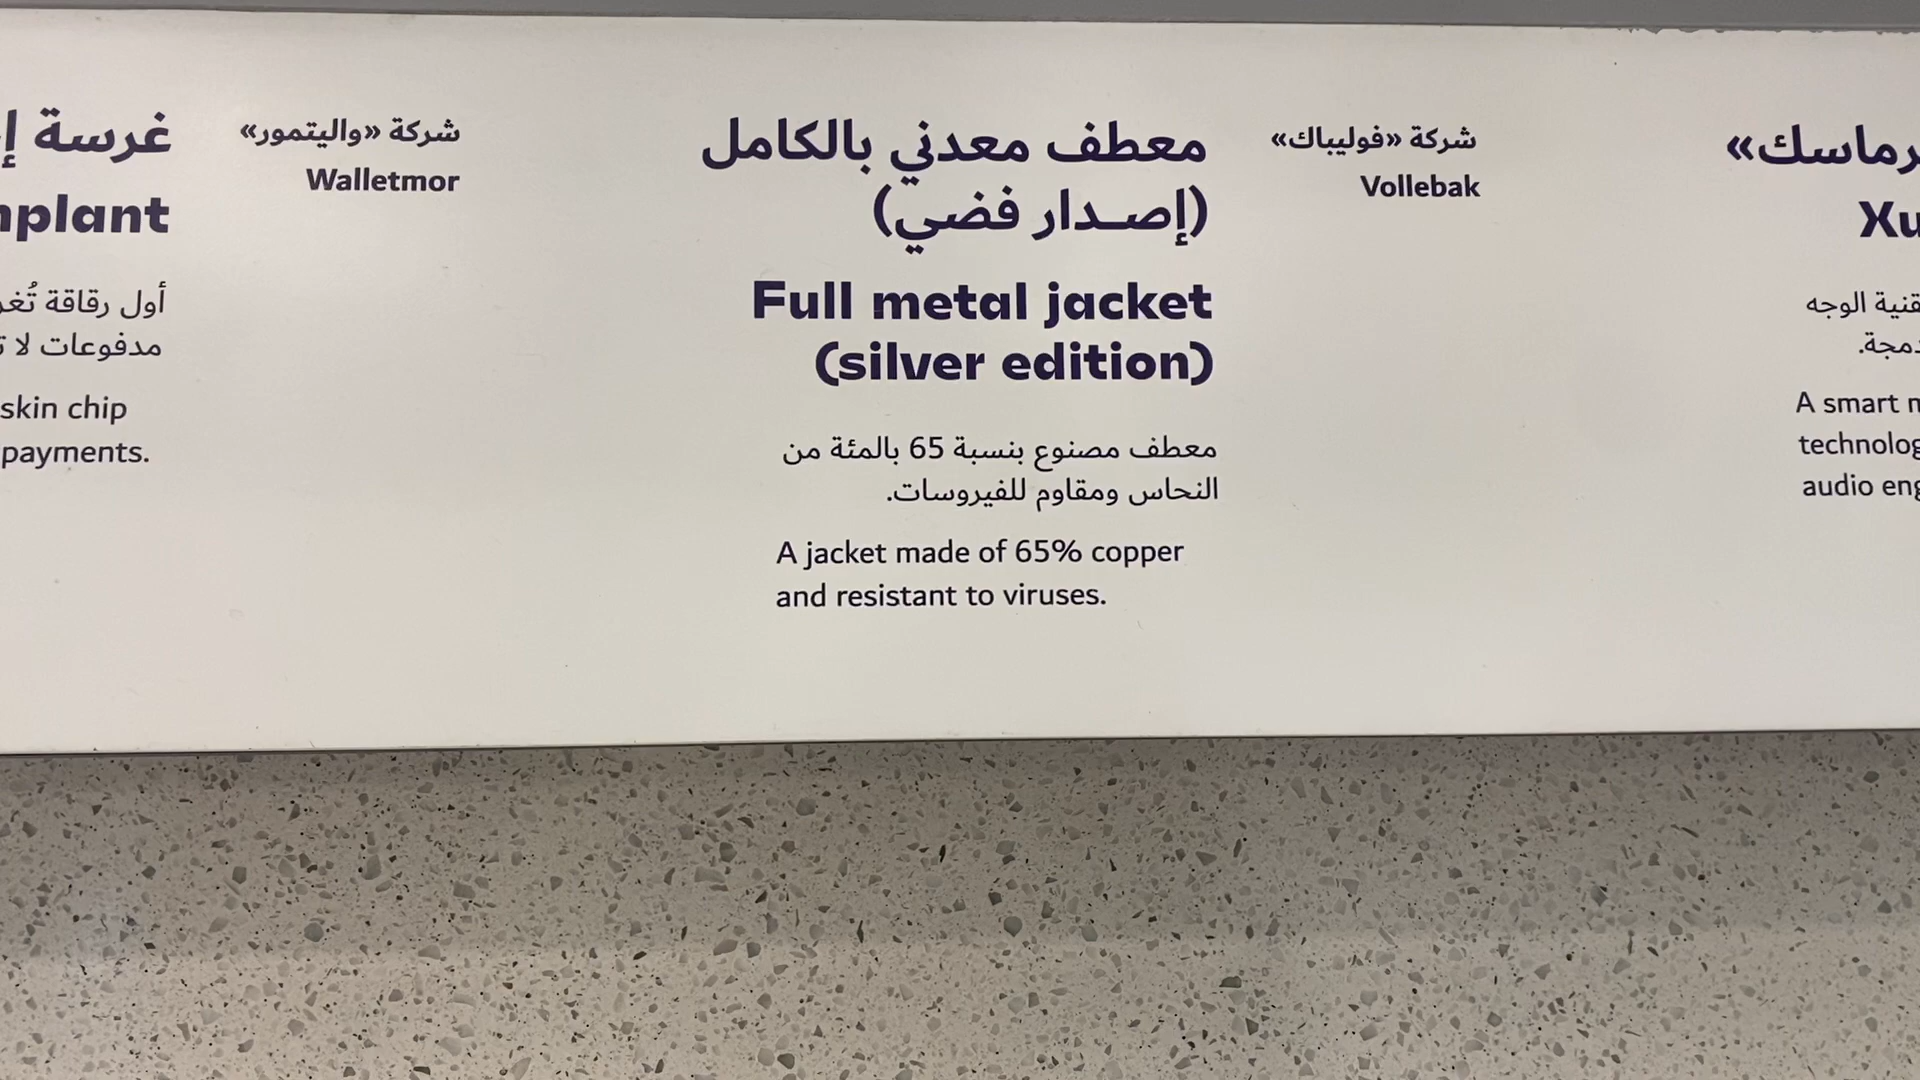 غرسة
nplant
أول رقاقة
مدفوعات لا
skin chip
payments.
شركة «واليتمور»
Walletmor
معطف معدني بالكامل
(إصدار فضي)
Full metal jacket
(silver edition)
معطف مصنوع بنسبة 65 بالمئة من
النحاس ومقاوم للفيروسات.
A jacket made of 65% copper
and resistant to viruses.
شركة «فوليباك»
Vollebak
رماسك»
Xu
قنية الوجه
دمجة.
A smart m
technolog
audio eng